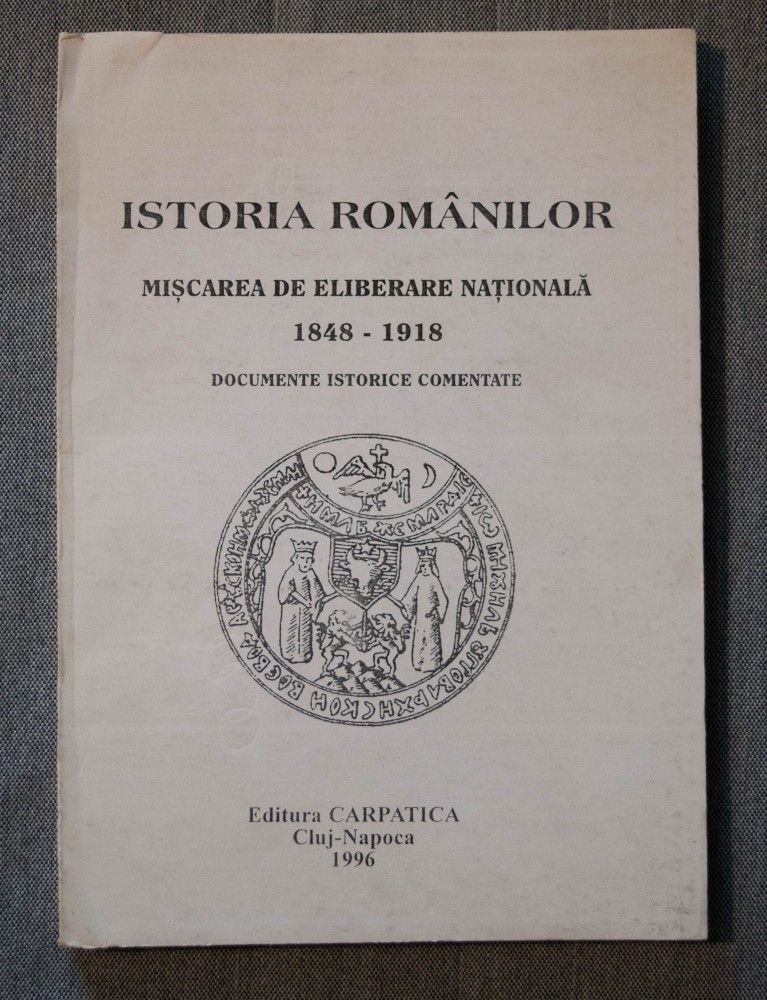 ISTORIA ROMÂNILOR
MIȘCAREA DE ELIBERARE NAȚIONALĂ
1848 - 1918
DOCUMENTE ISTORICE COMENTATE
Editura CARPATICA
Cluj-Napoca
1996